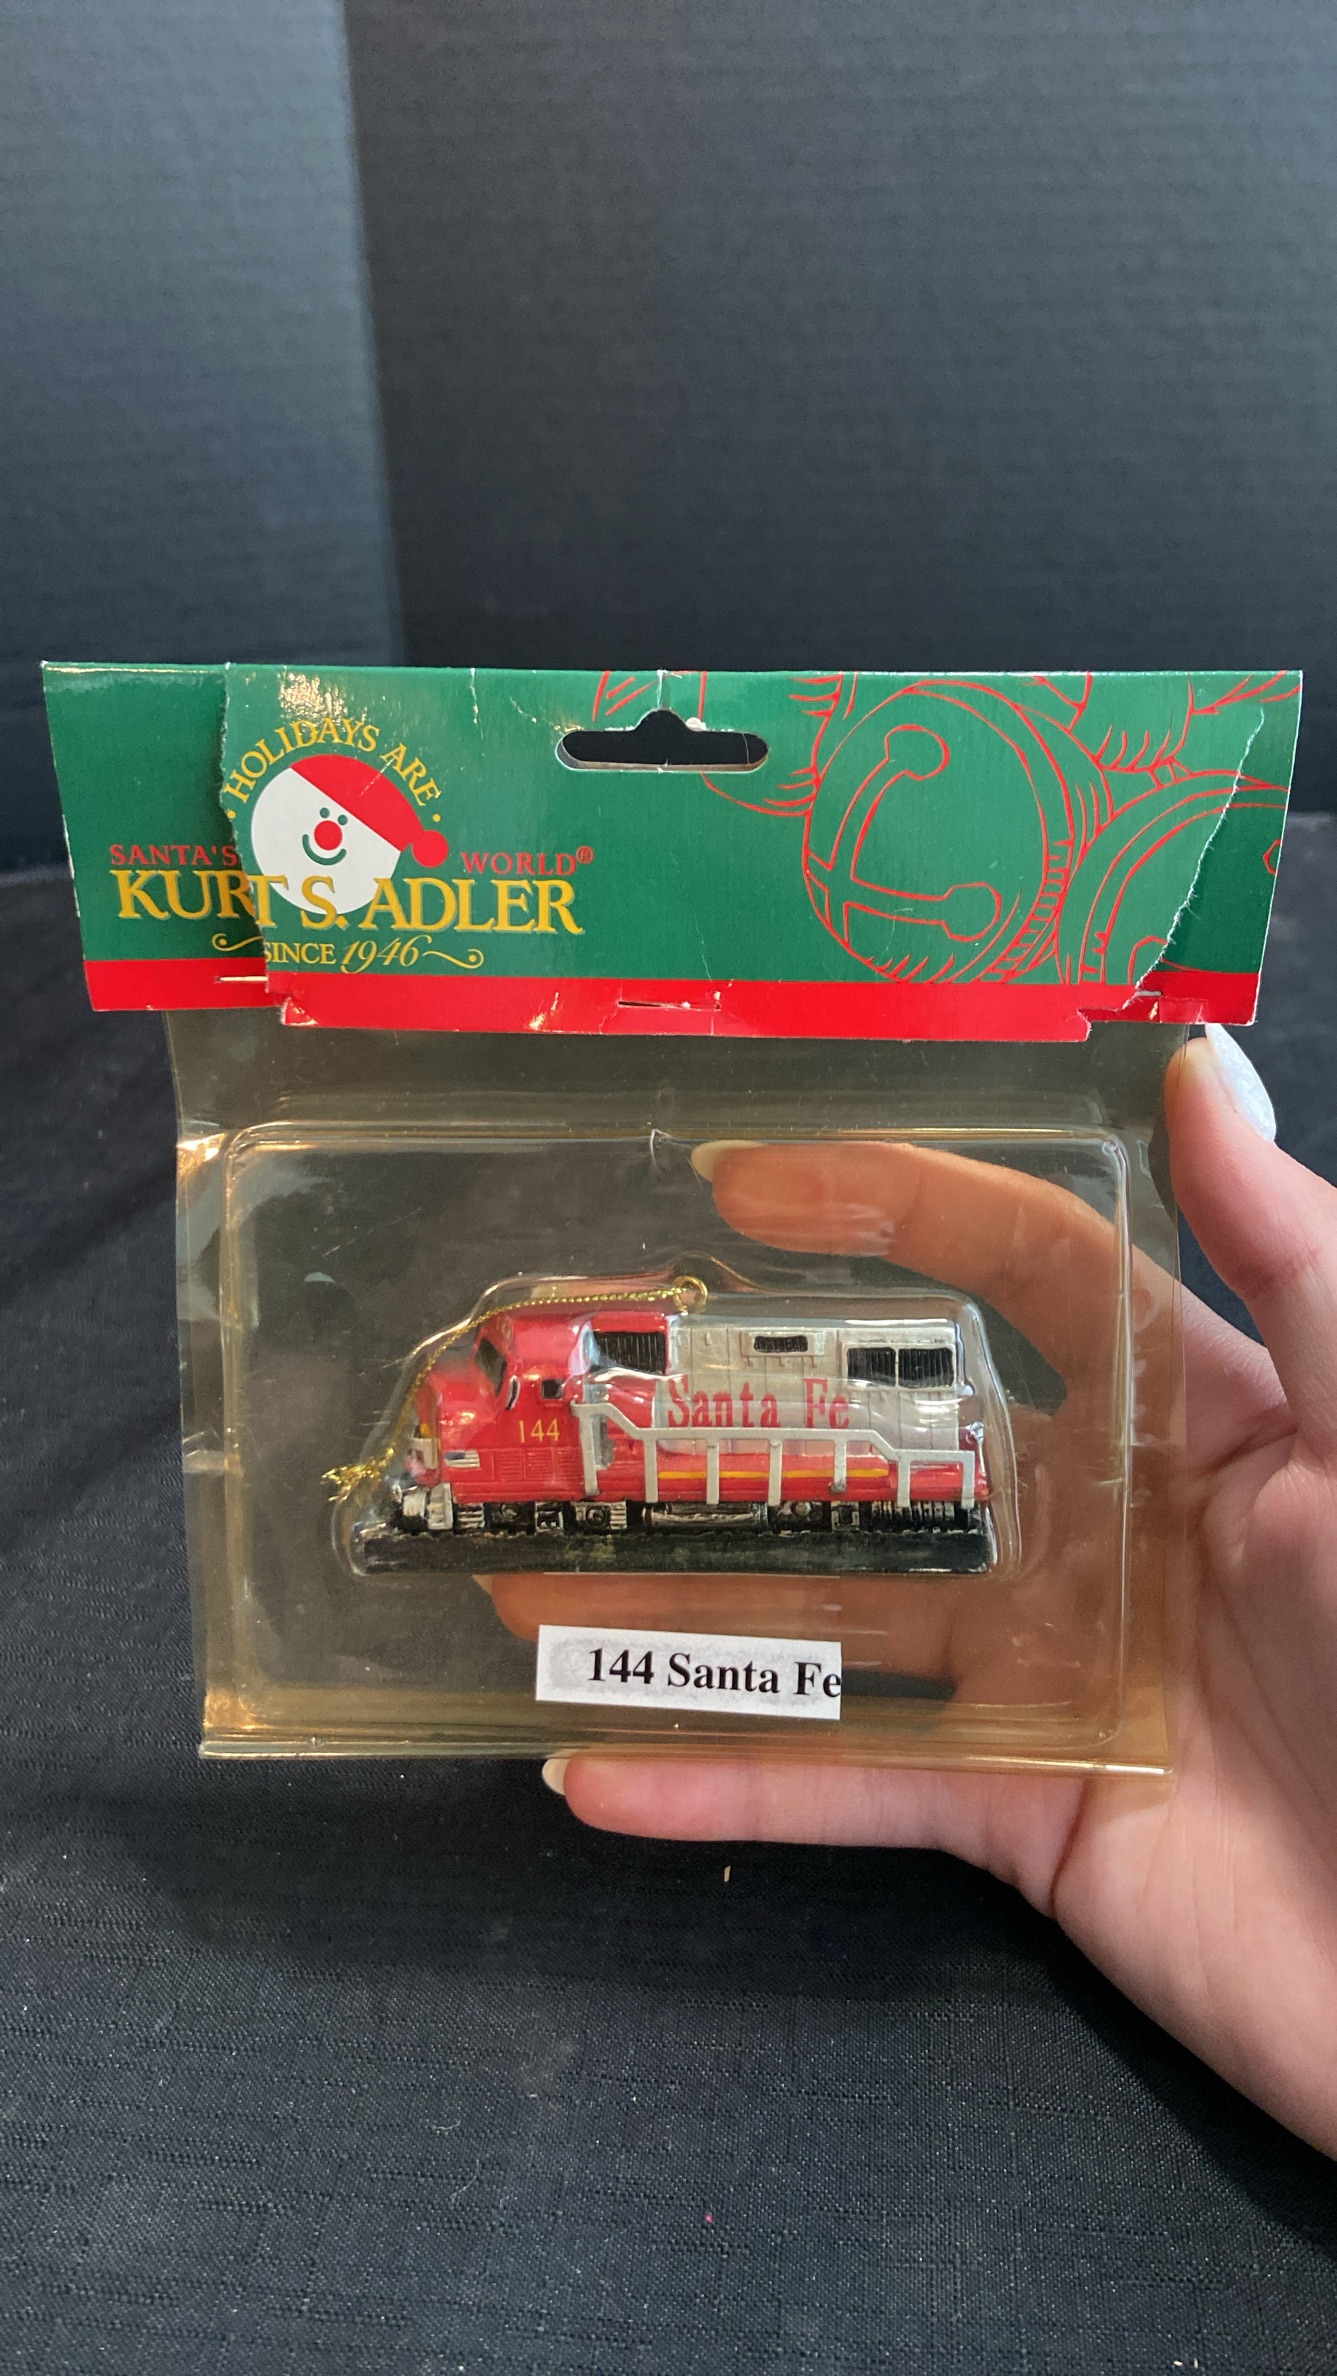 HOLIDAYS ARE
SANTA'S WORLD®
KURT S. ADLER
SINCE 1946
Santa Fe
144
144 Santa Fe